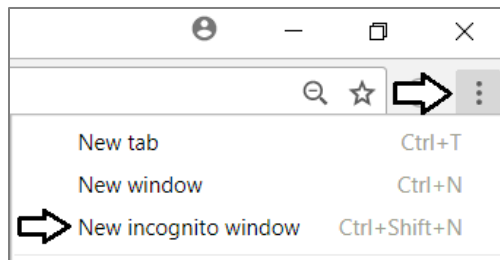 New tab Ctrl+T
New window Ctrl+N
New incognito window Ctrl+Shift+N